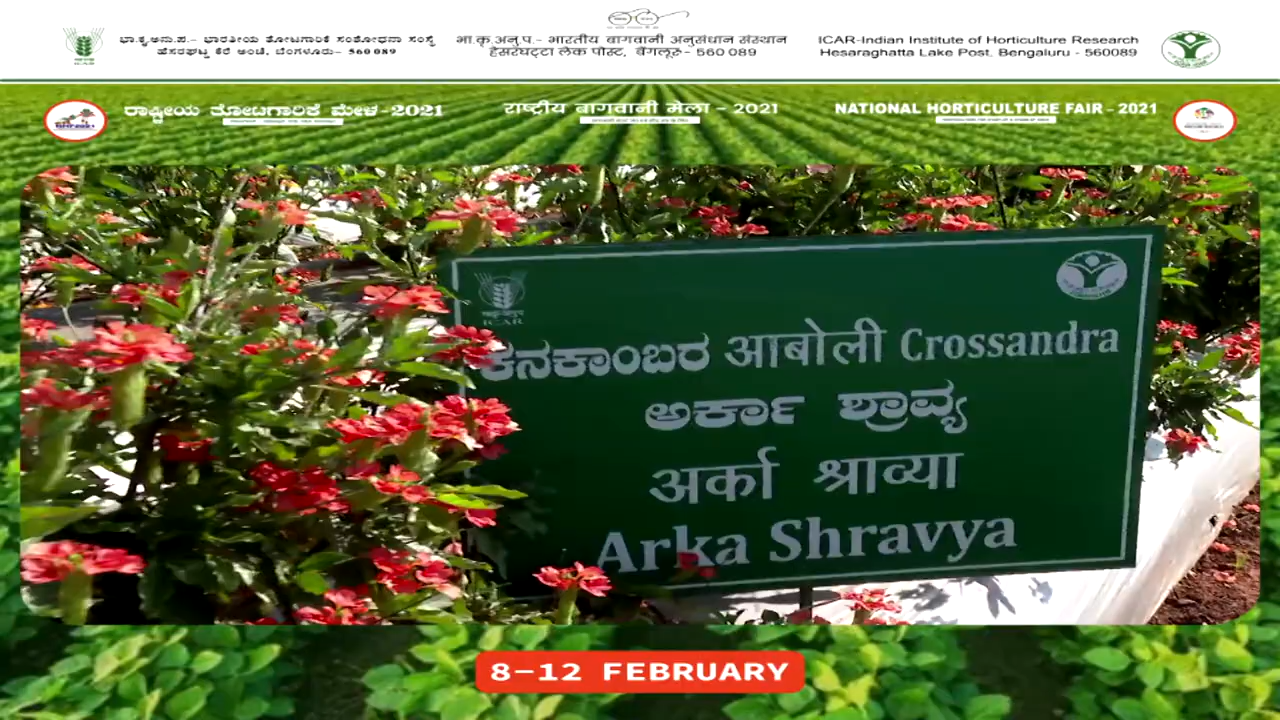 ಭಾ.ಕೃ.ಅನು.ಪ.- ಭಾರತೀಯ ತೋಟಗಾರಿಕೆ ಸಂಶೋಧನಾ ಸಂಸ್ಥೆ
ಹೆಸರಘಟ್ಟ ಕೆರೆ ಅಂಚೆ, ಬೆಂಗಳೂರು- 560 089
भा.कृ.अनु.प.- भारतीय बागवानी अनुसंधान संस्थान
हेसरघट्टा लेक पोस्ट, बेंगलूरू- 560 089
ICAR-Indian Institute of Horticulture Research
Hesaraghatta Lake Post, Bengaluru - 560089
ICAR
ರಾಷ್ಟ್ರೀಯ ತೋಟಗಾರಿಕೆ ಮೇಳ-2021
राष्ट्रीय बागवानी मेला - 2021
NATIONAL HORTICULTURE FAIR - 2021
ICAR
ಕನಕಾಂಬರ आबोली Crossandra
ಅರ್ಕಾ ಶ್ರಾವ್ಯ
अर्का श्राव्या
Arka Shravya
8-12 FEBRUARY